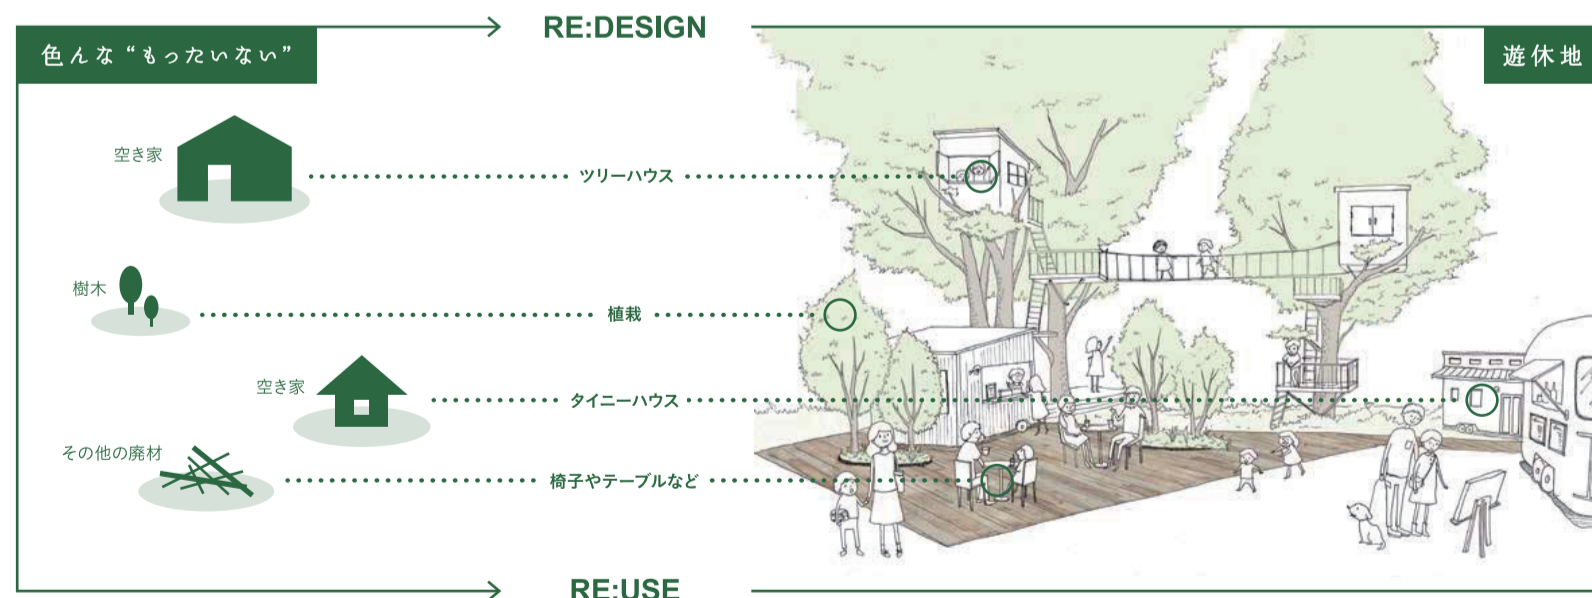 RE:DESIGN
色んな“もったいない”
遊休地
空き家
ツリーハウス
樹木
植栽
空き家
タイニーハウス
その他の廃材
椅子やテーブルなど
RE:USE